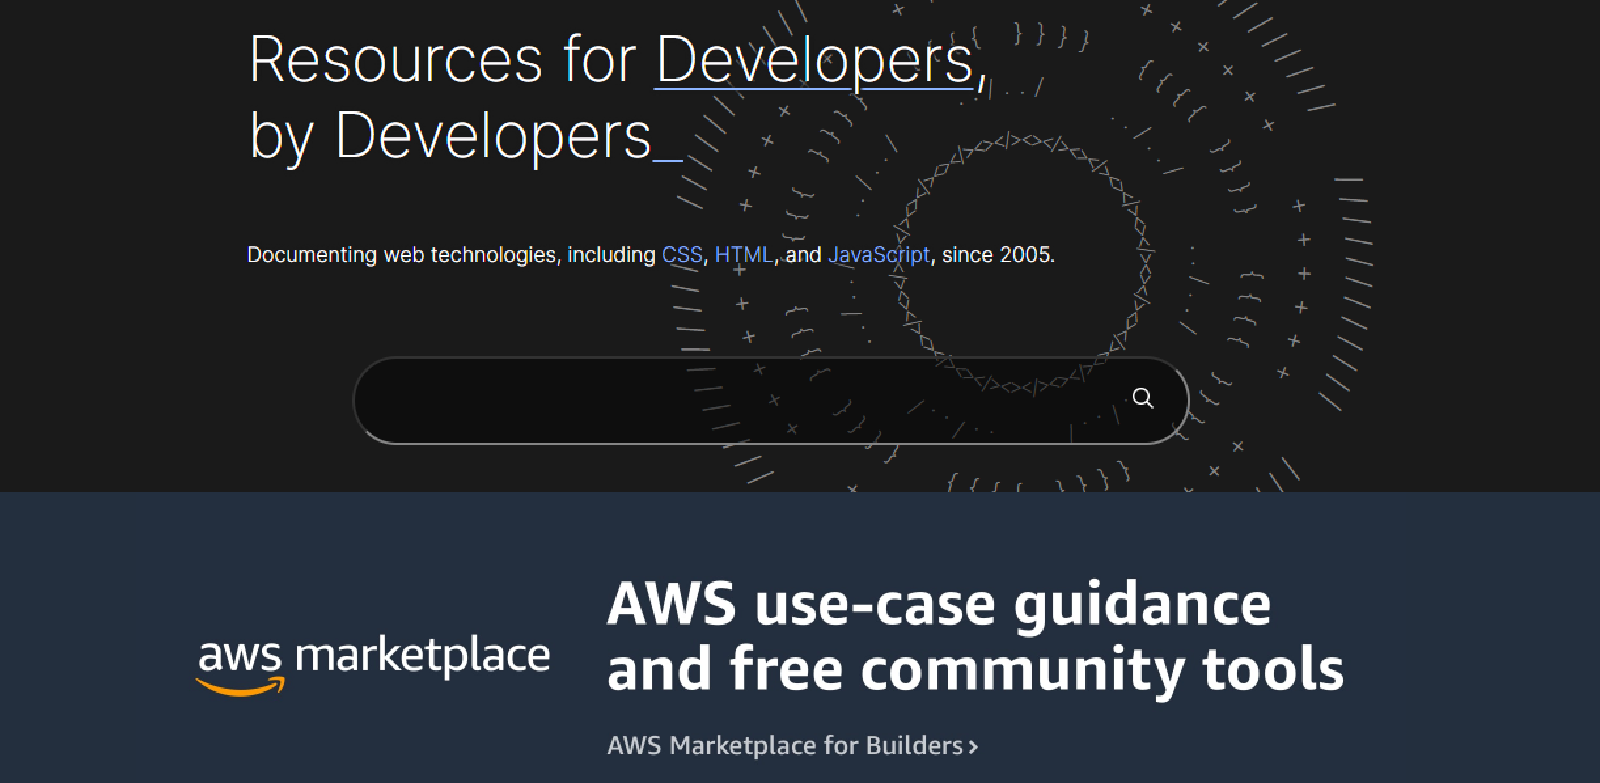 Resources for Developers,
by Developers_
Documenting web technologies, including CSS, HTML, and JavaScript, since 2005.
aws marketplace
AWS use-case guidance
and free community tools
AWS Marketplace for Builders ›